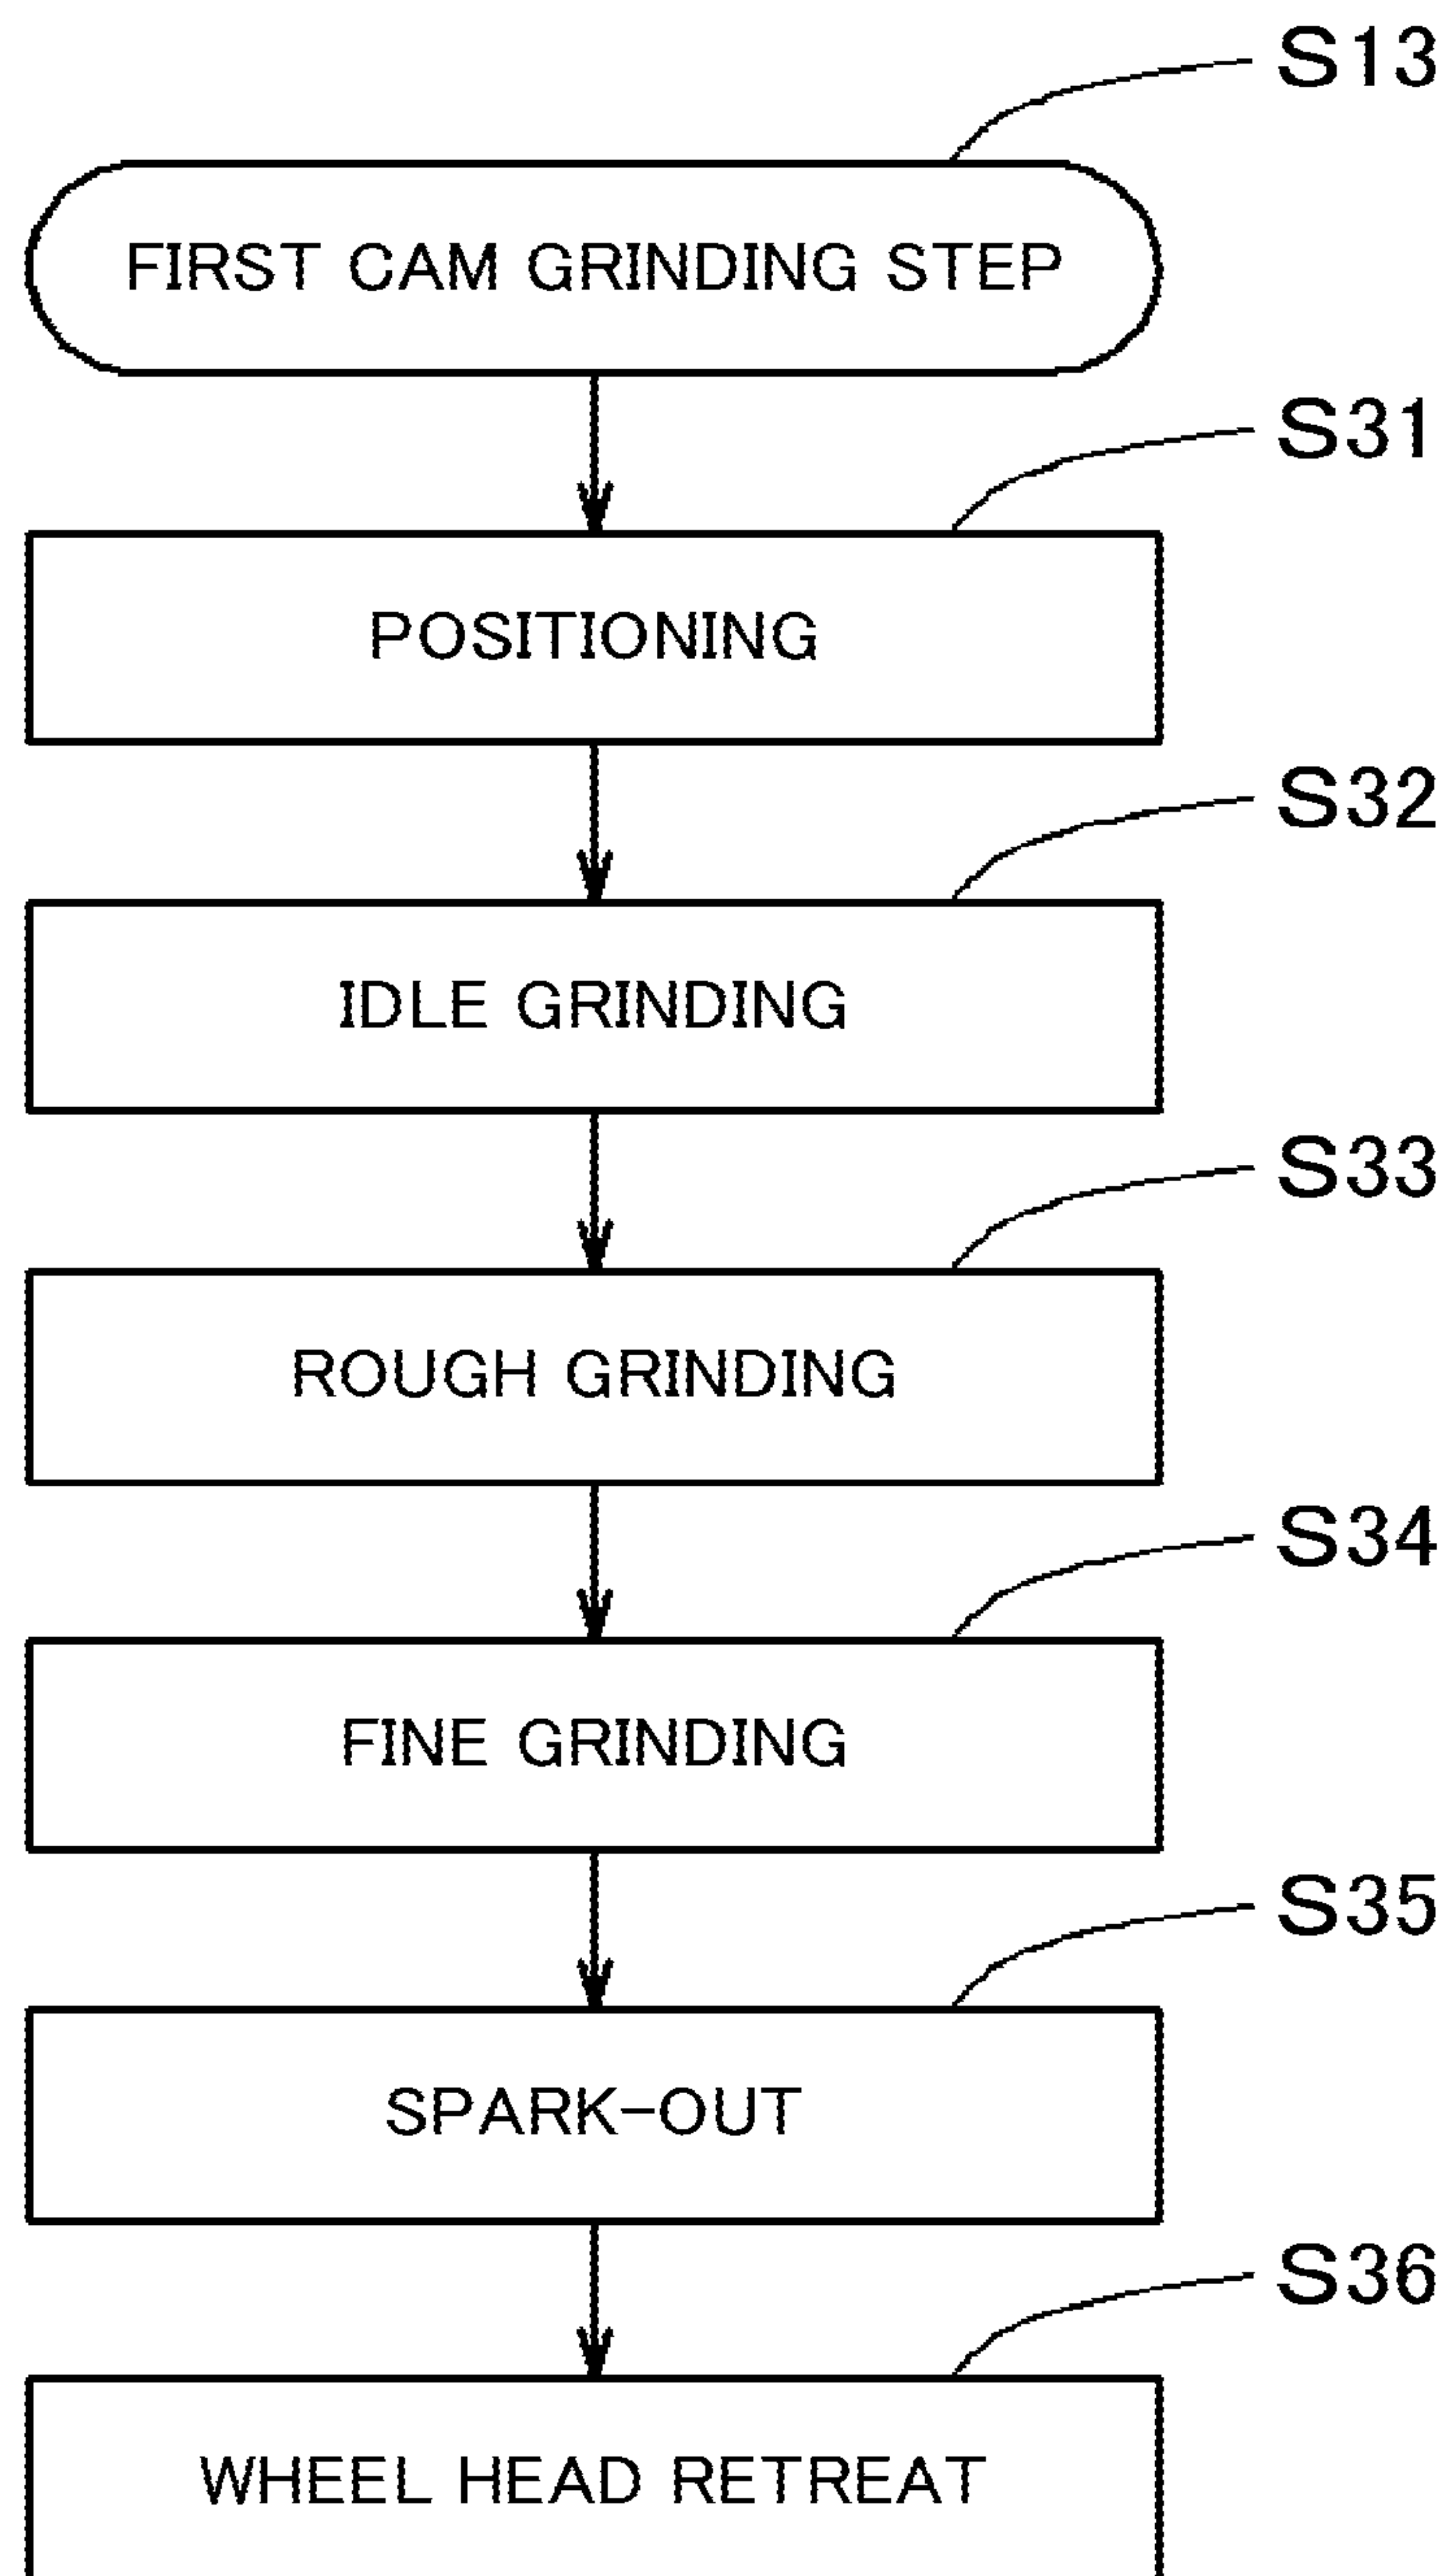 S13
FIRST CAM GRINDING STEP
S31
POSITIONING
S32
IDLE GRINDING
S33
ROUGH GRINDING
S34
FINE GRINDING
S35
SPARK-OUT
S36
WHEEL HEAD RETREAT